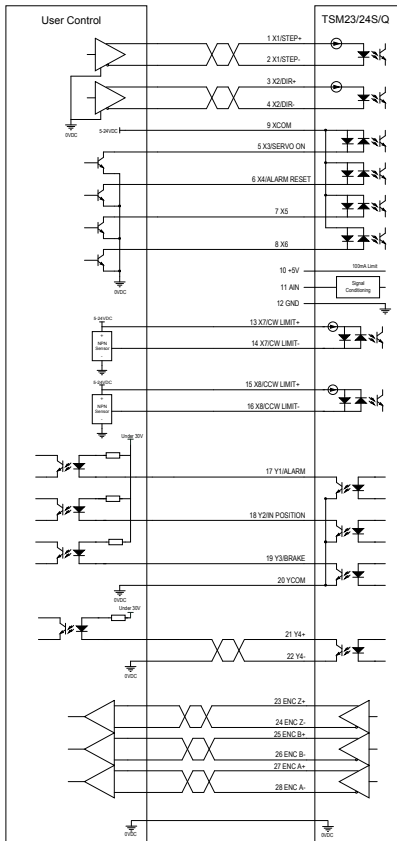 User Control
TSM23/24S/Q
1 X1/STEP+
2 X1/STEP-
3 X2/DIR+
4 X2/DIR-
0VDC
9 XCOM
5-24VDC
5 X3/SERVO ON
6 X4/ALARM RESET
7 X5
8 X6
0VDC
10 +5V
100mA Limit
11 AIN
Signal
Conditioning
12 GND
5-24VDC
13 X7/CW LIMIT+
+
NPN
Sensor
-
14 X7/CW LIMIT-
5-24VDC
15 X8/CCW LIMIT+
+
NPN
Sensor
-
16 X8/CCW LIMIT-
Under 30V
17 Y1/ALARM
18 Y2/IN POSITION
19 Y3/BRAKE
20 YCOM
0VDC
Under 30V
21 Y4+
22 Y4-
0VDC
23 ENC Z+
24 ENC Z-
25 ENC B+
26 ENC B-
27 ENC A+
28 ENC A-
0VDC
0VDC